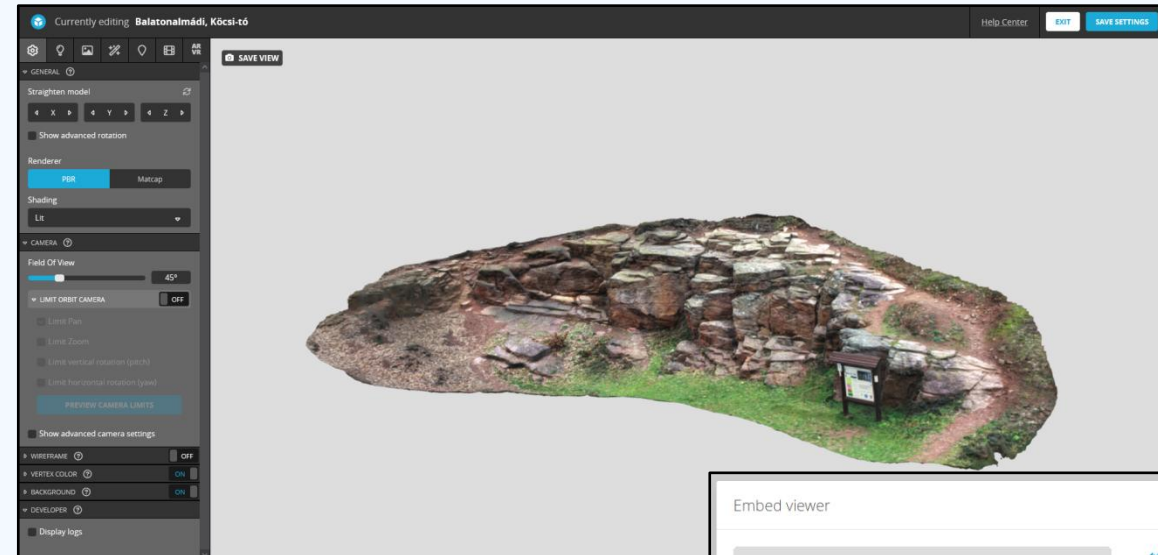 Currently editing Balatonalmádi, Köcsi-tó
Help Center
EXIT
SAVE SETTINGS
AR
VR
SAVE VIEW
GENERAL ?
Straighten model
X Y Z
Show advanced rotation
Renderer
PBR Matcap
Shading
Lit
CAMERA ?
Field Of View
45°
LIMIT ORBIT CAMERA OFF
Limit Pan
Limit Zoom
Limit vertical rotation (pitch)
Limit horizontal rotation (yaw)
PREVIEW CAMERA LIMITS
Show advanced camera settings
WIREFRAME ? OFF
VERTEX COLOR ? ON
BACKGROUND ? ON
DEVELOPER ?
Display logs
Embed viewer